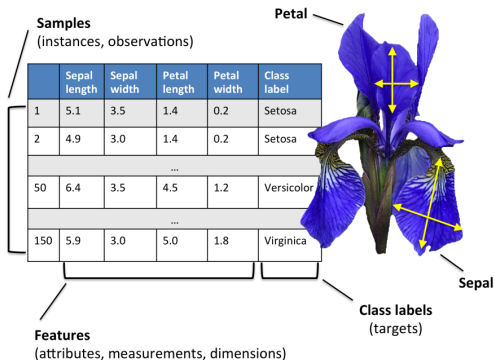 Samples
(instances, observations)
Petal
Sepal length Sepal width Petal length Petal width Class label
1 5.1 3.5 1.4 0.2 Setosa
2 4.9 3.0 1.4 0.2 Setosa
...
50 6.4 3.5 4.5 1.2 Versicolor
...
150 5.9 3.0 5.0 1.8 Virginica
Sepal
Class labels
(targets)
Features
(attributes, measurements, dimensions)